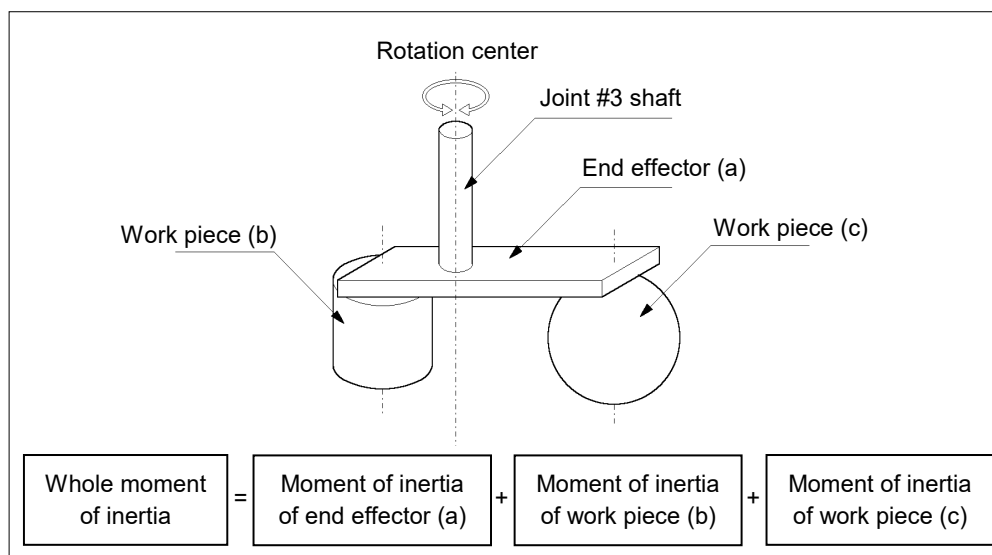 Rotation center
Joint #3 shaft
End effector (a)
Work piece (b)
Work piece (c)
Whole moment
of inertia
=
Moment of inertia
of end effector (a)
+
Moment of inertia
of work piece (b)
+
Moment of inertia
of work piece (c)